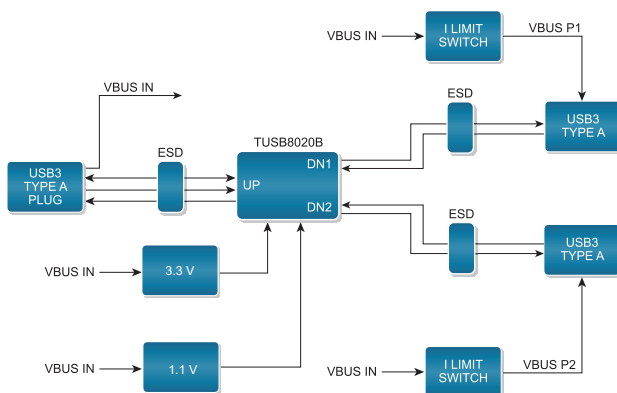 VBUS IN
I LIMIT
SWITCH
VBUS P1
VBUS IN
ESD
USB3
TYPE A
TUSB8020B
ESD
USB3
TYPE A
PLUG
UP
DN1
DN2
ESD
USB3
TYPE A
VBUS IN
3.3 V
VBUS IN
1.1 V
VBUS IN
I LIMIT
SWITCH
VBUS P2